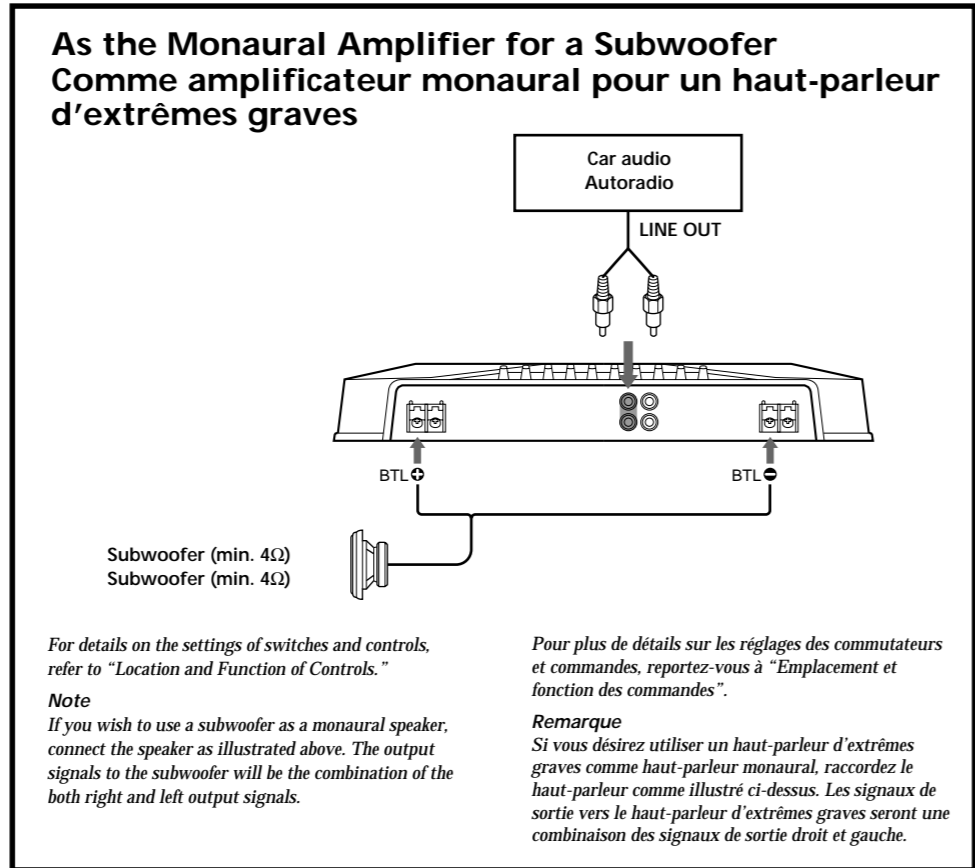 As the Monaural Amplifier for a Subwoofer
Comme amplificateur monaural pour un haut-parleur
d'extrêmes graves
Car audio
Autoradio
LINE OUT
BTL ⊕
BTL ⊖
Subwoofer (min. 4Ω)
Subwoofer (min. 4Ω)
For details on the settings of switches and controls,
refer to “Location and Function of Controls.”
Note
If you wish to use a subwoofer as a monaural speaker,
connect the speaker as illustrated above. The output
signals to the subwoofer will be the combination of the
both right and left output signals.
Pour plus de détails sur les réglages des commutateurs
et commandes, reportez-vous à “Emplacement et
fonction des commandes”.
Remarque
Si vous désirez utiliser un haut-parleur d'extrêmes
graves comme haut-parleur monaural, raccordez le
haut-parleur comme illustré ci-dessus. Les signaux de
sortie vers le haut-parleur d'extrêmes graves seront une
combinaison des signaux de sortie droit et gauche.